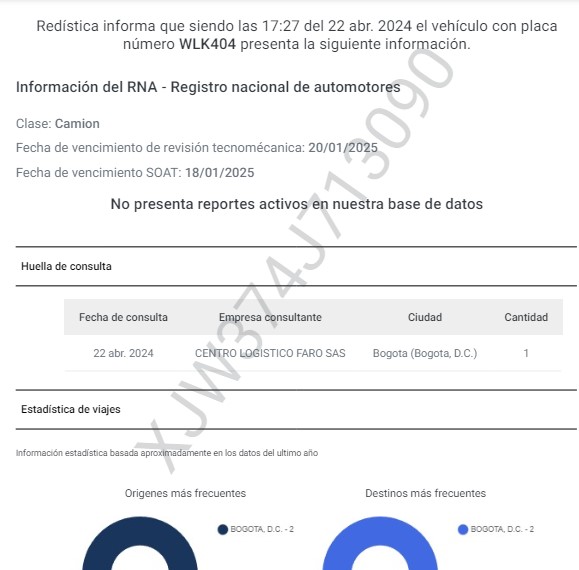 Redística informa que siendo las 17:27 del 22 abr. 2024 el vehículo con placa
número WLK404 presenta la siguiente información.
Información del RNA - Registro nacional de automotores
Clase: Camion
Fecha de vencimiento de revisión tecnomécanica: 20/01/2025
Fecha de vencimiento SOAT: 18/01/2025
No presenta reportes activos en nuestra base de datos
XJW374J713090
Huella de consulta
Fecha de consulta Empresa consultante Ciudad Cantidad
22 abr. 2024 CENTRO LOGISTICO FARO SAS Bogota (Bogota, D.C.) 1
Estadística de viajes
Información estadística basada aproximadamente en los datos del ultimo año
Origenes más frecuentes Destinos más frecuentes
BOGOTA, D.C. - 2 BOGOTA, D.C. - 2